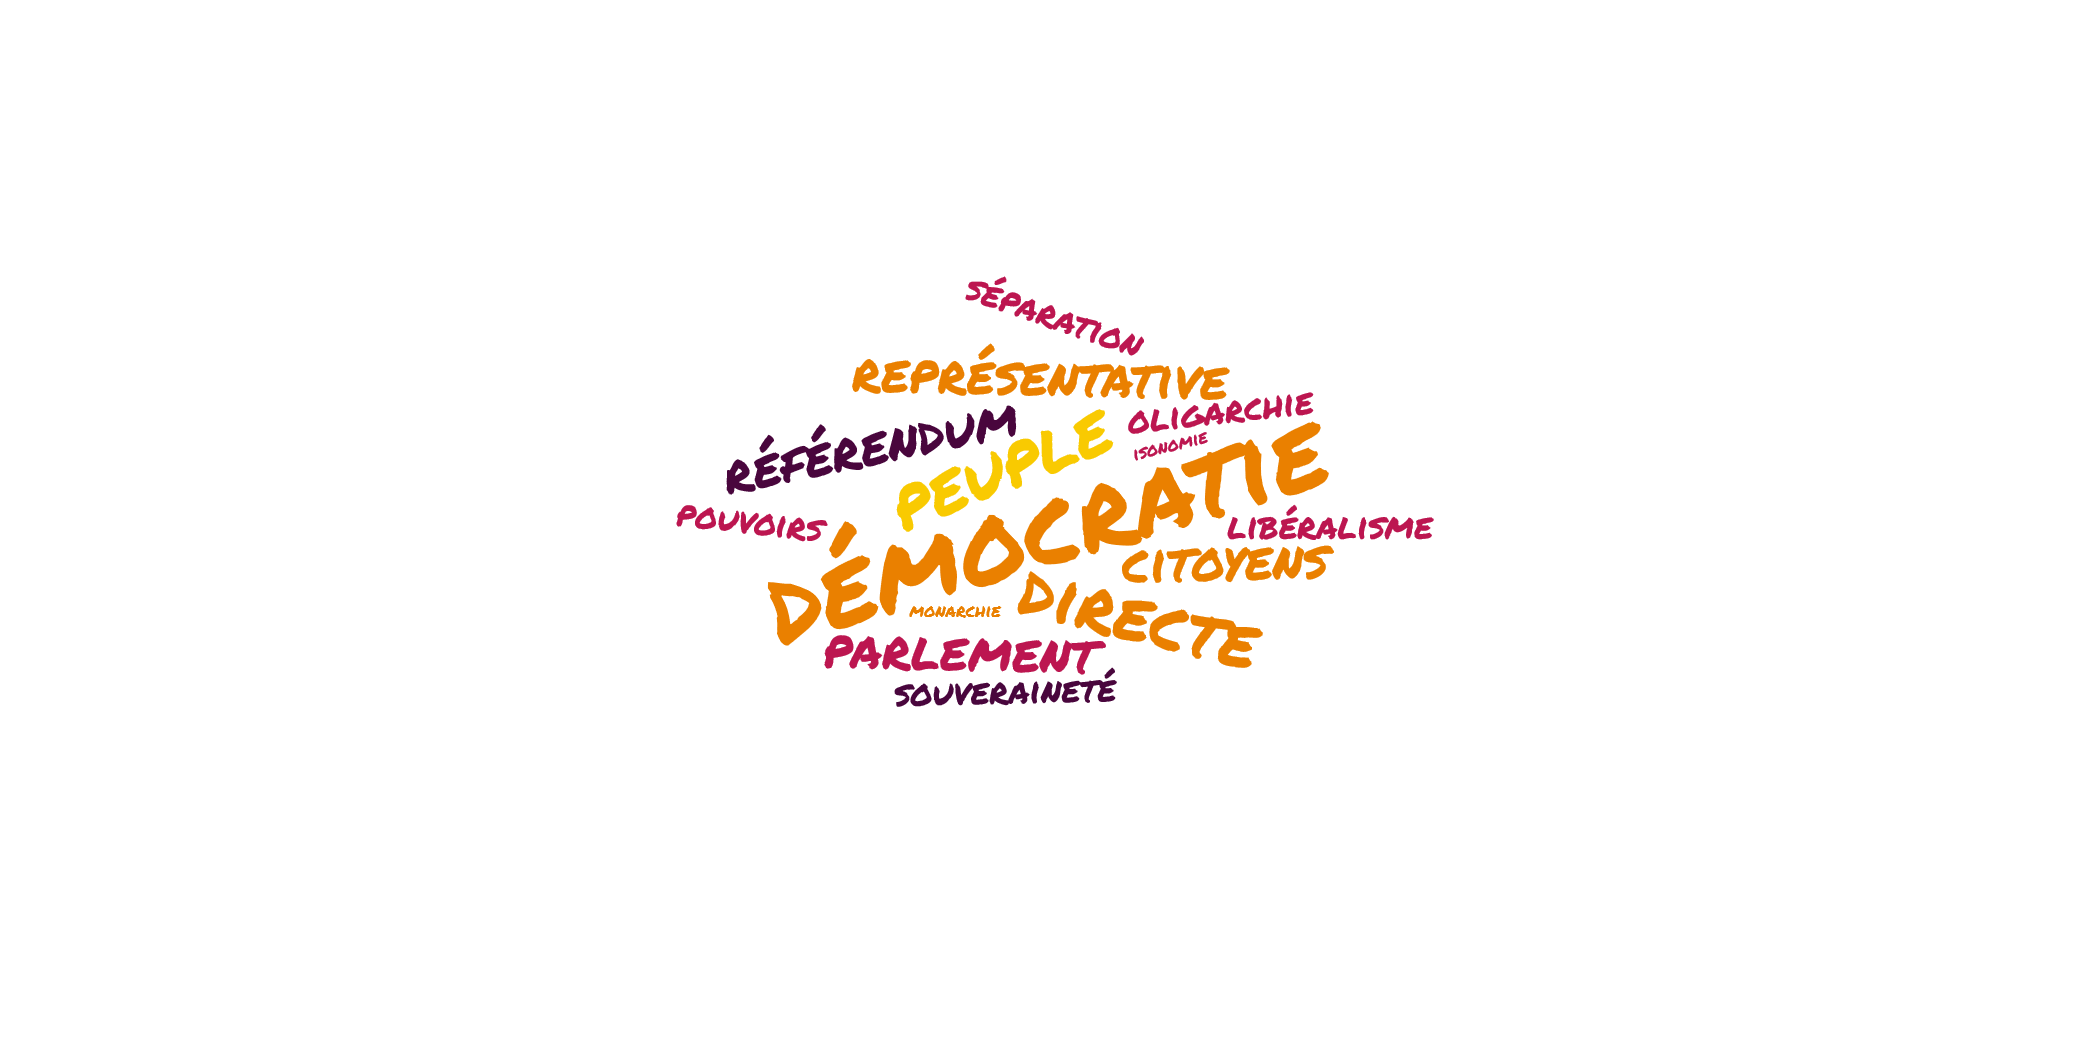 SÉPARATION
REPRÉSENTATIVE
OLIGARCHIE
RÉFÉRENDUM
PEUPLE
ISONOMIE
DÉMOCRATIE
POUVOIRS
LIBÉRALISME
CITOYENS
DIRECTE
MONARCHIE
PARLEMENT
SOUVERAINETÉ